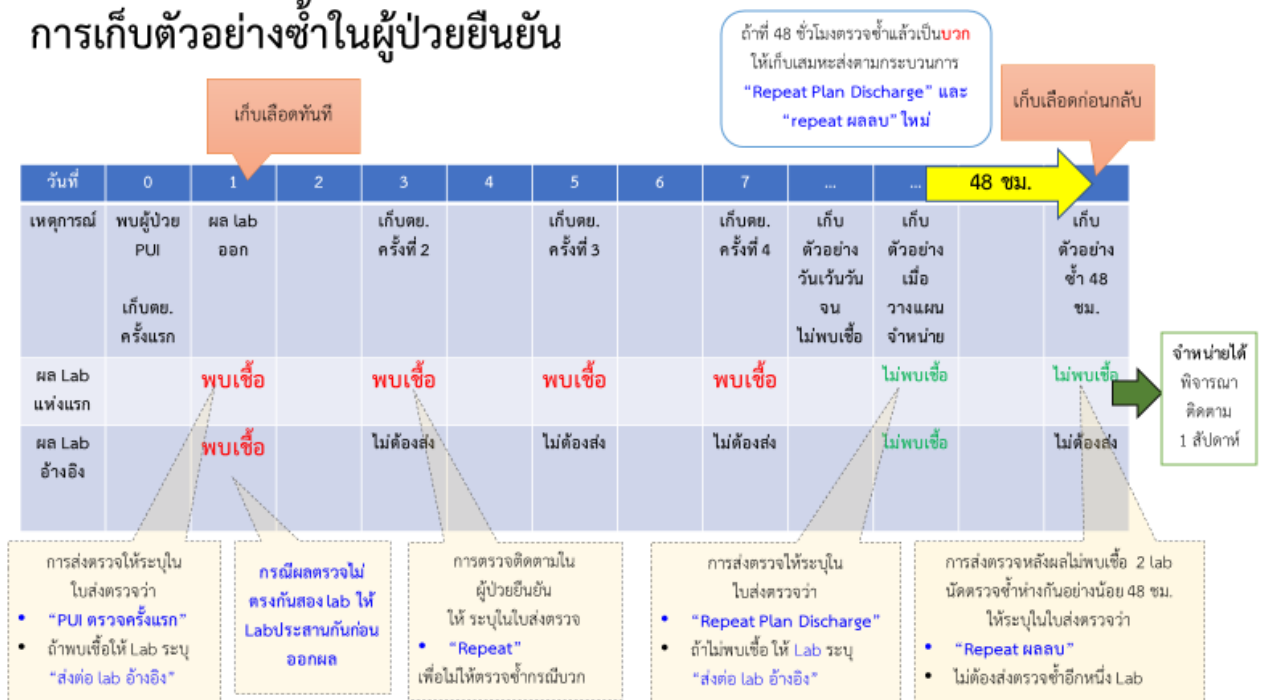 การเก็บตัวอย่างซ้ำในผู้ป่วยยืนยัน
ถ้าที่ 48 ชั่วโมงตรวจซ้ำแล้วเป็นบวก
ให้เก็บเสมหะส่งตามกระบวนการ
“Repeat Plan Discharge” และ
“repeat ผลลบ” ใหม่
เก็บเลือดทันที
เก็บเลือดก่อนกลับ
วันที่ 0 1 2 3 4 5 6 7 ... ... 48 ชม.
เหตุการณ์
พบผู้ป่วย
PUI
เก็บตย.
ครั้งแรก
ผล lab
ออก
เก็บตย.
ครั้งที่ 2
เก็บตย.
ครั้งที่ 3
เก็บตย.
ครั้งที่ 4
เก็บ
ตัวอย่าง
วันเว้นวัน
จน
ไม่พบเชื้อ
เก็บ
ตัวอย่าง
เมื่อ
วางแผน
จำหน่าย
เก็บ
ตัวอย่าง
ซ้ำ 48
ชม.
ผล Lab
แห่งแรก
พบเชื้อ พบเชื้อ พบเชื้อ พบเชื้อ ไม่พบเชื้อ ไม่พบเชื้อ
จำหน่ายได้
พิจารณา
ติดตาม
1 สัปดาห์
ผล Lab
อ้างอิง
พบเชื้อ ไม่ต้องส่ง ไม่ต้องส่ง ไม่ต้องส่ง ไม่พบเชื้อ ไม่ต้องส่ง
การส่งตรวจให้ระบุใน
ใบส่งตรวจว่า
• “PUI ตรวจครั้งแรก”
• ถ้าพบเชื้อให้ Lab ระบุ
“ส่งต่อ lab อ้างอิง”
กรณีผลตรวจไม่
ตรงกันสอง lab ให้
Labประสานกันก่อน
ออกผล
การตรวจติดตามใน
ผู้ป่วยยืนยัน
ให้ ระบุในใบส่งตรวจ
• “Repeat”
เพื่อไม่ให้ตรวจซ้ำกรณีบวก
การส่งตรวจให้ระบุใน
ใบส่งตรวจว่า
• “Repeat Plan Discharge”
• ถ้าไม่พบเชื้อ ให้ Lab ระบุ
“ส่งต่อ lab อ้างอิง”
การส่งตรวจหลังผลไม่พบเชื้อ 2 lab
นัดตรวจซ้ำห่างกันอย่างน้อย 48 ชม.
ให้ระบุในใบส่งตรวจว่า
• “Repeat ผลลบ”
• ไม่ต้องส่งตรวจซ้ำอีกหนึ่ง Lab